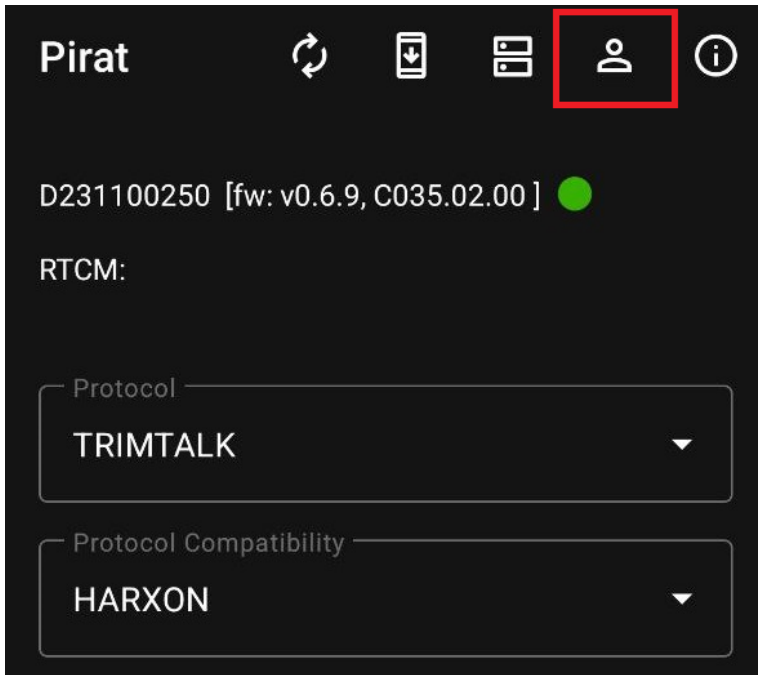 Pirat
D231100250 [fw: v0.6.9, C035.02.00 ]
RTCM:
Protocol
TRIMTALK
Protocol Compatibility
HARXON